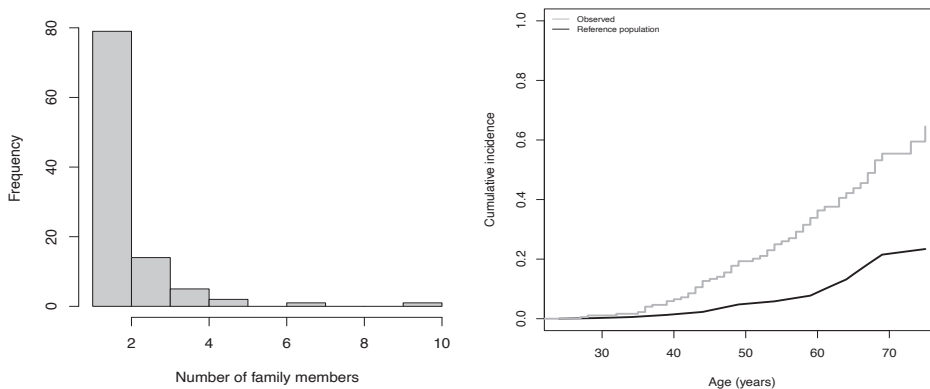 80
60
40
20
0
Frequency
2 4 6 8 10
Number of family members
Observed
Reference population
1.0
0.8
0.6
0.4
0.2
0.0
Cumulative incidence
30 40 50 60 70
Age (years)